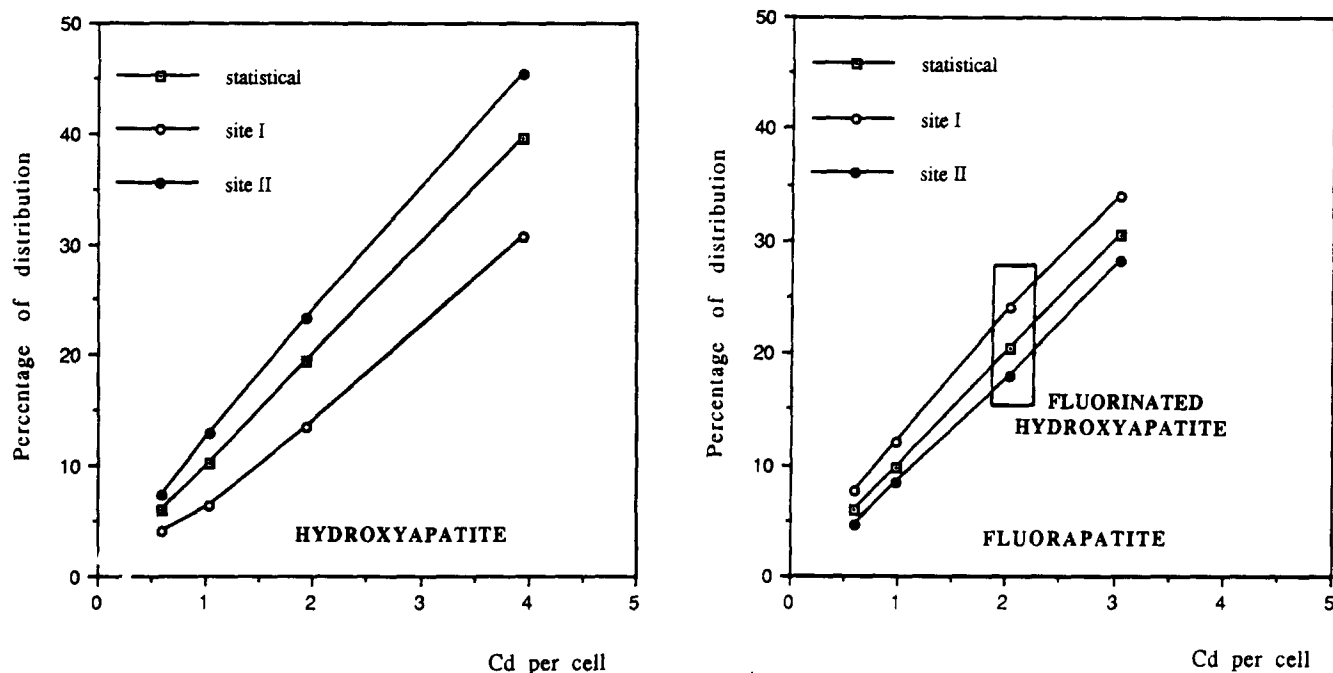 50
40
30
20
10
0
0 1 2 3 4 5
Percentage of distribution
Cd per cell
statistical
site I
site II
HYDROXYAPATITE
50
40
30
20
10
0
0 1 2 3 5
Percentage of distribution
Cd per cell
statistical
site I
site II
FLUORINATED
HYDROXYAPATITE
FLUORAPATITE